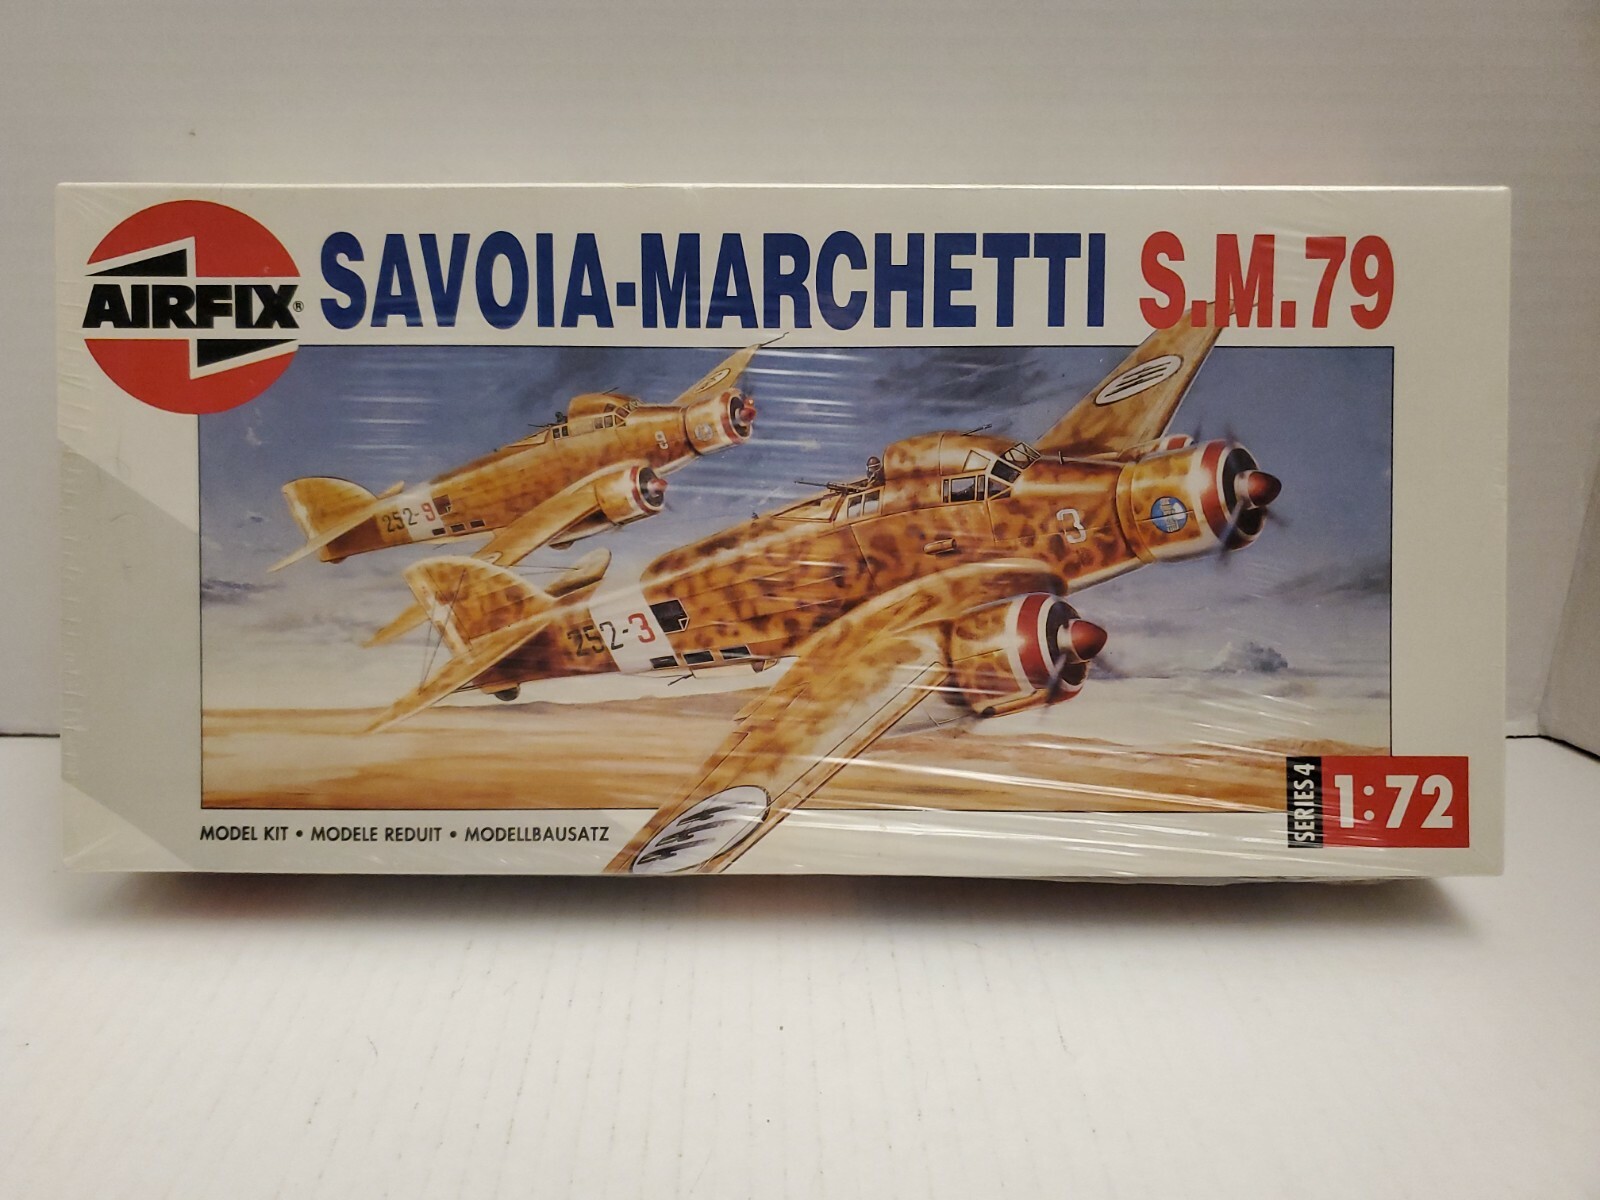 AIRFIX®
SAVOIA-MARCHETTI S.M.79
9
252-9
3
252-3
MODEL KIT • MODELE REDUIT • MODELLBAUSATZ
SERIES 4
1:72